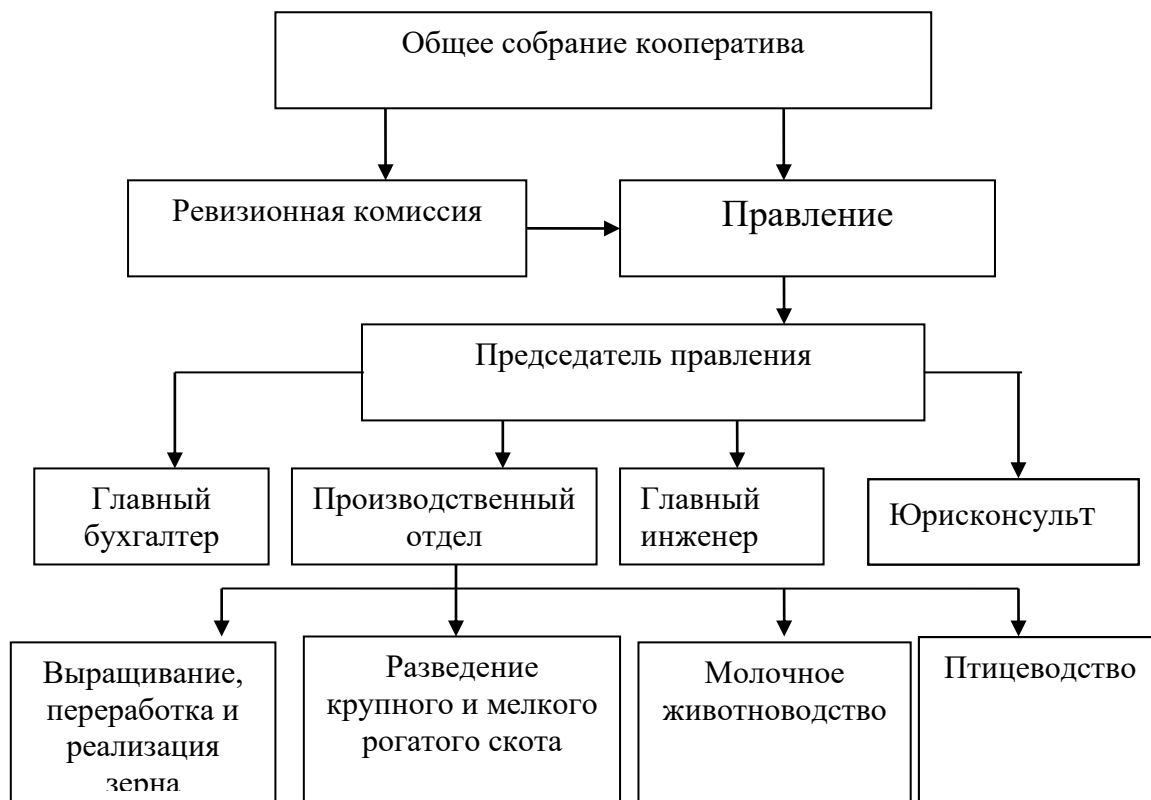 Общее собрание кооператива
Ревизионная комиссия
Правление
Председатель правления
Главный
бухгалтер
Производственный
отдел
Главный
инженер
Юрисконсульт
Выращивание,
переработка и
реализация
зерна
Разведение
крупного и мелкого
рогатого скота
Молочное
животноводство
Птицеводство